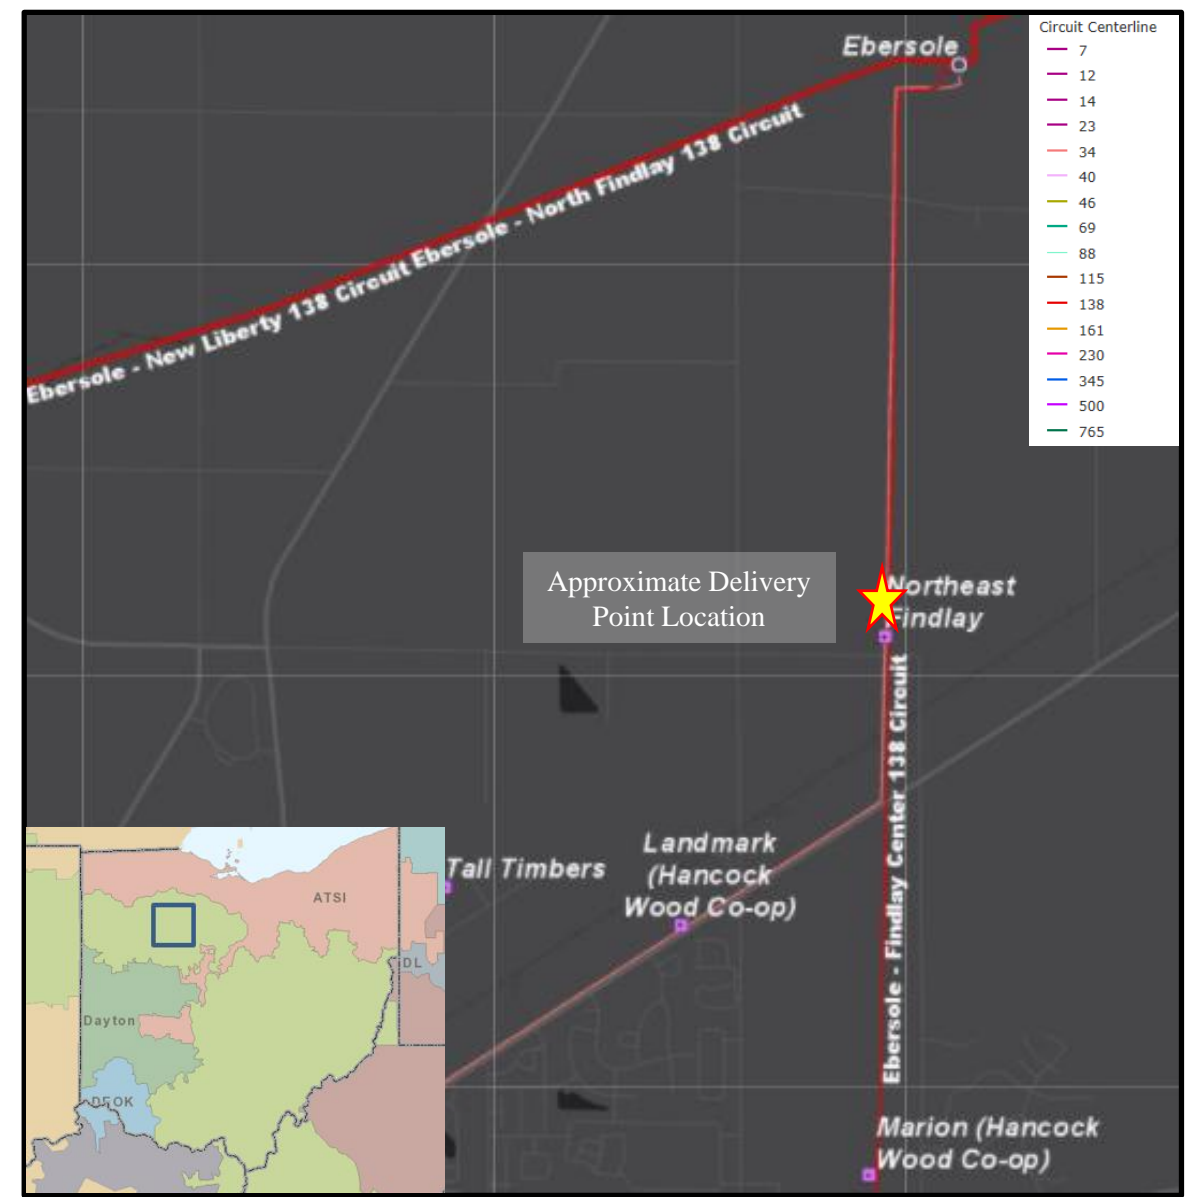 Ebersole
Circuit Centerline
7
12
14
23
34
40
46
69
88
115
138
161
230
345
500
765
Ebersole - New Liberty 138 Circuit
Ebersole - North Findlay 138 Circuit
Approximate Delivery
Point Location
Northeast
Findlay
Ebersole - Findlay Center 138 Circuit
Tall Timbers
Landmark
(Hancock
Wood Co-op)
Marion (Hancock
Wood Co-op)
ATSI
DL
Dayton
DEOK